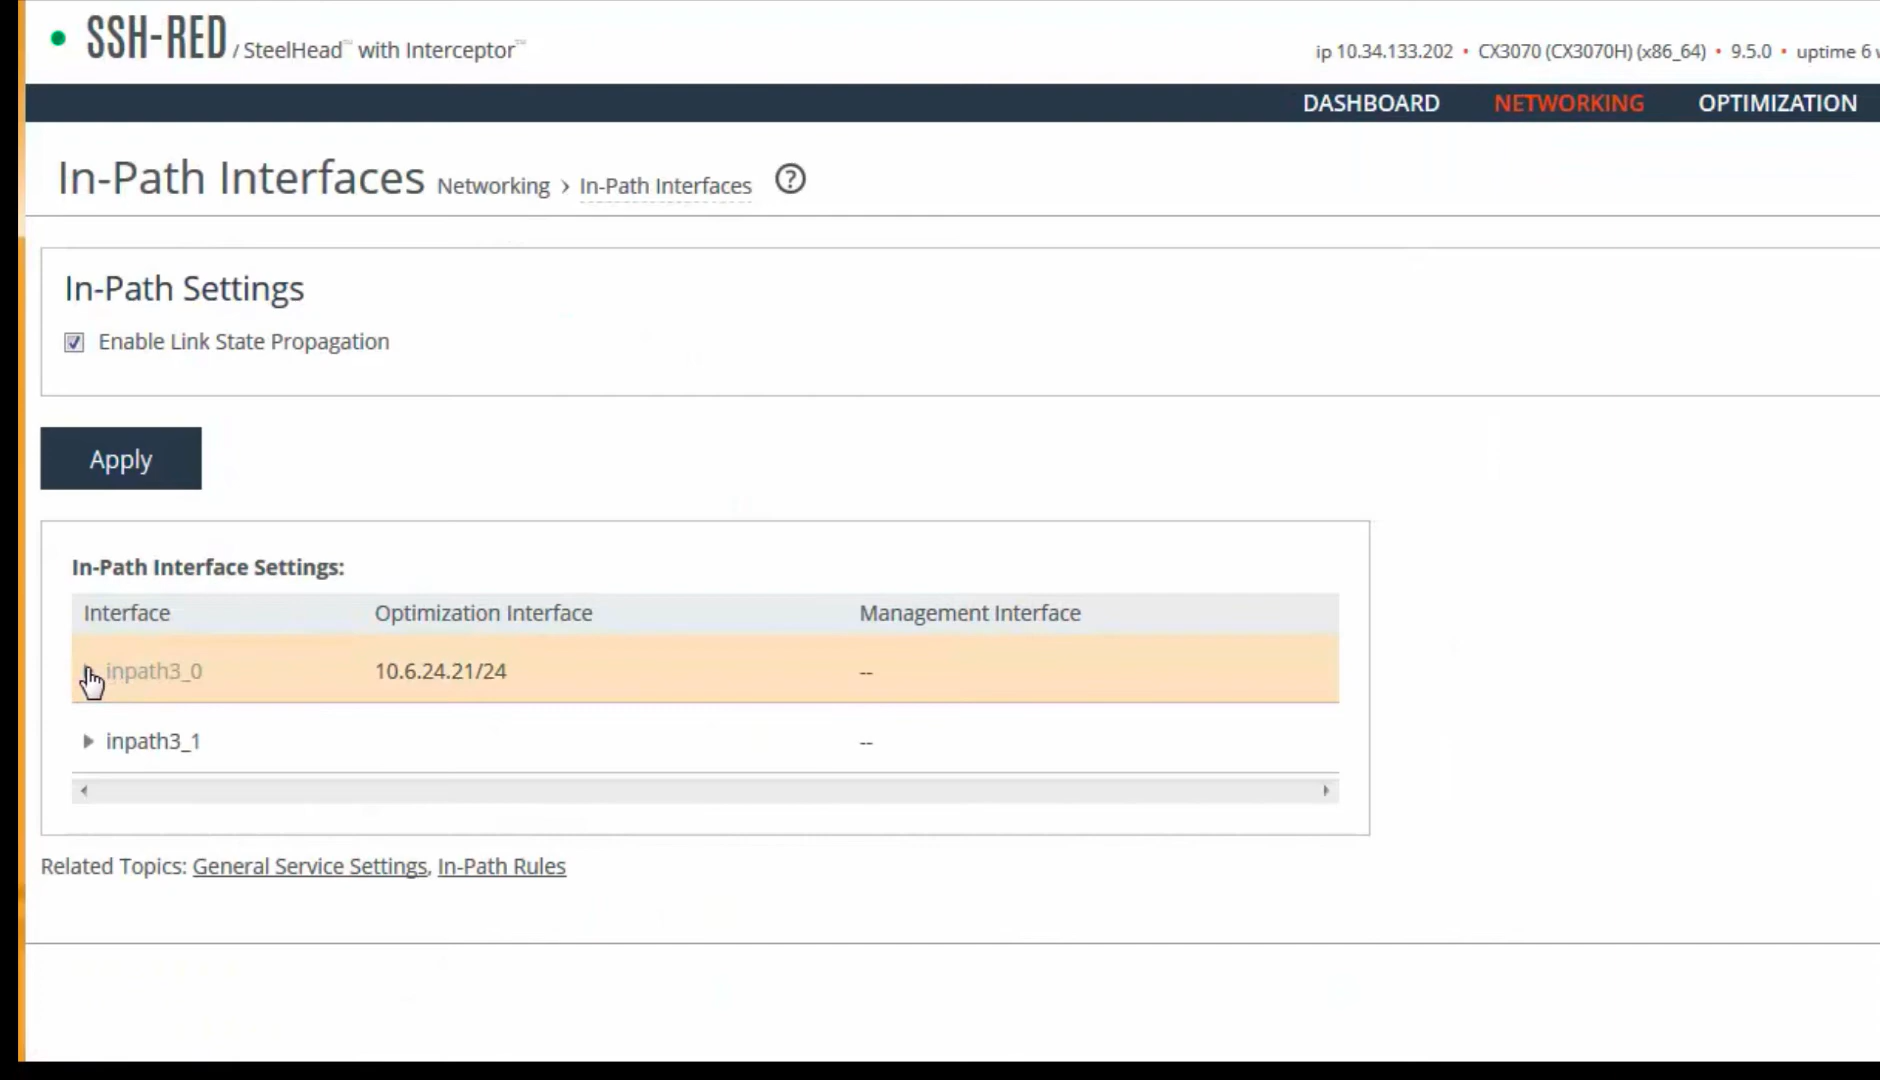 SSH-RED / SteelHead™ with Interceptor™
ip 10.34.133.202 • CX3070 (CX3070H) (x86_64) • 9.5.0 • uptime 6
DASHBOARD NETWORKING OPTIMIZATION
In-Path Interfaces Networking › In-Path Interfaces ?
In-Path Settings
Enable Link State Propagation
Apply
In-Path Interface Settings:
Interface Optimization Interface Management Interface
inpath3_0 10.6.24.21/24 --
inpath3_1 --
Related Topics: General Service Settings, In-Path Rules